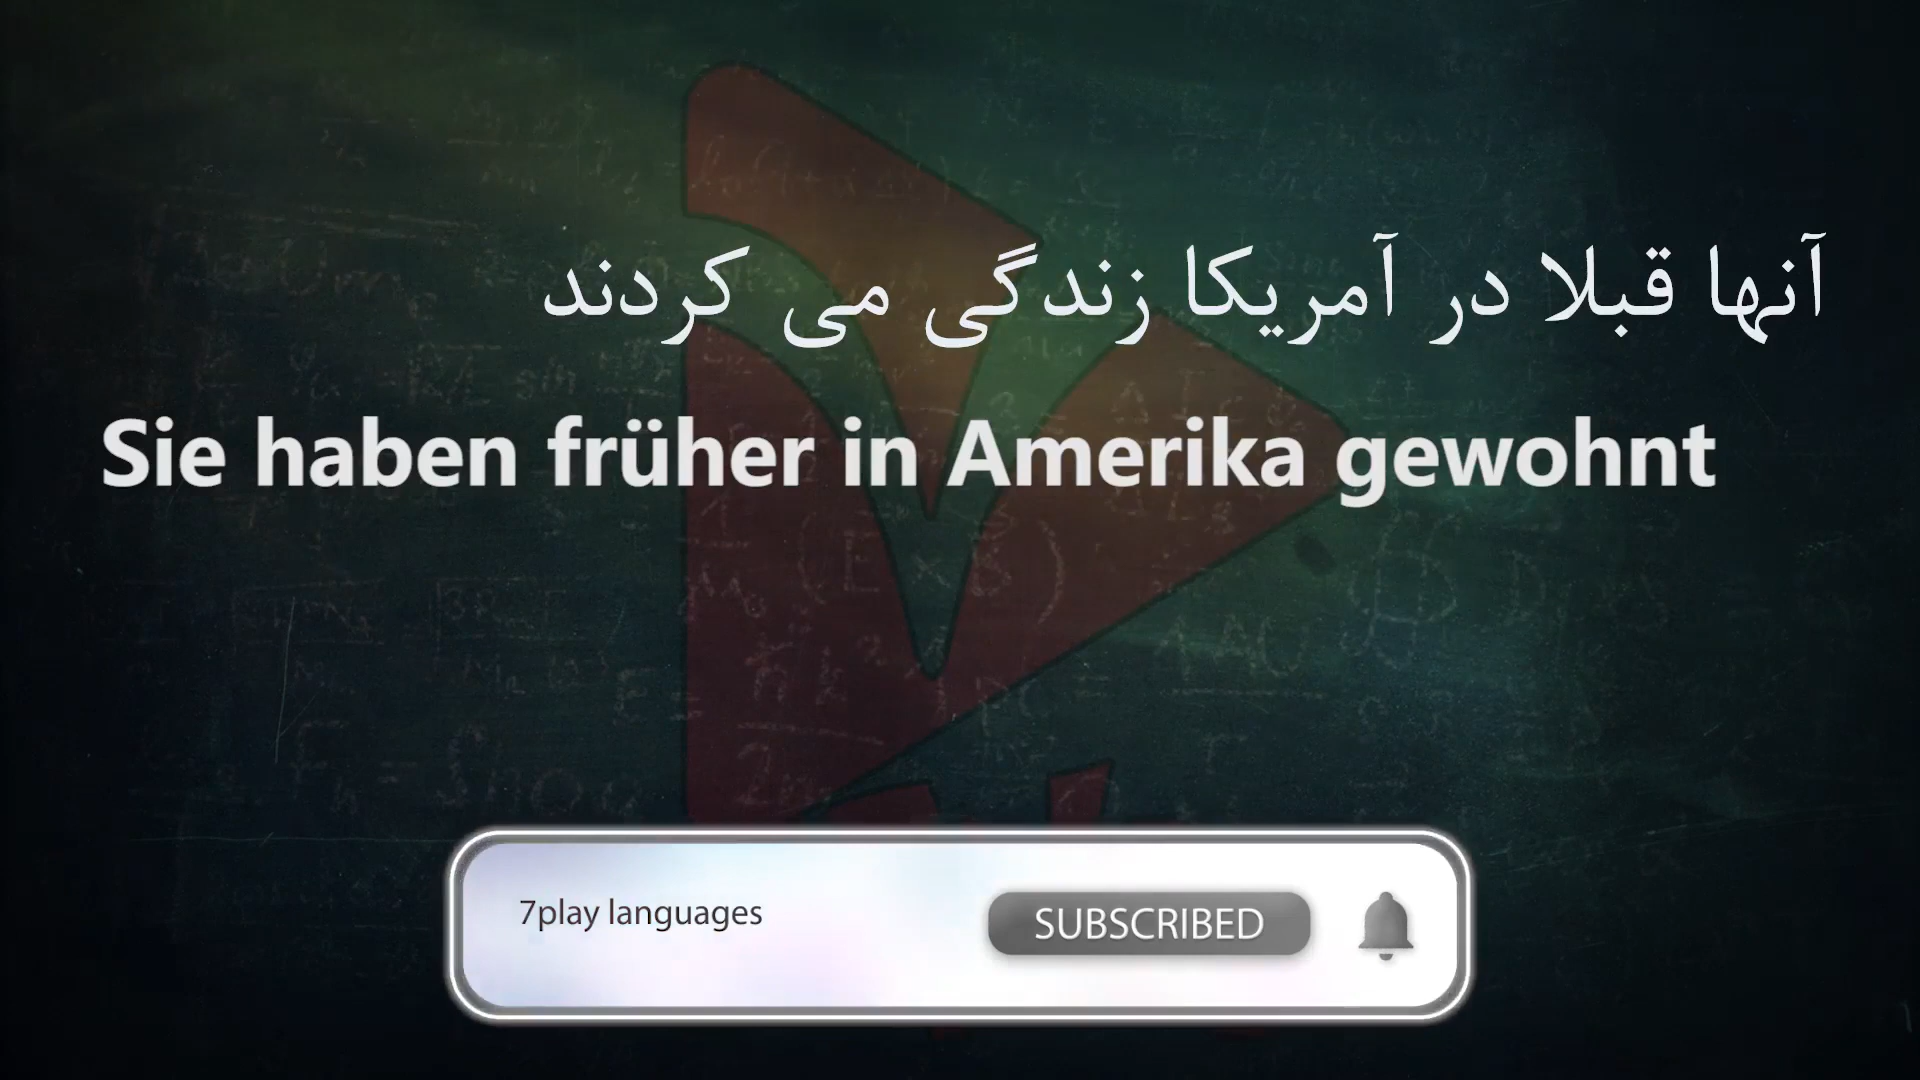 آنها قبلا در آمریکا زندگی می کردند
Sie haben früher in Amerika gewohnt
7play languages
SUBSCRIBED